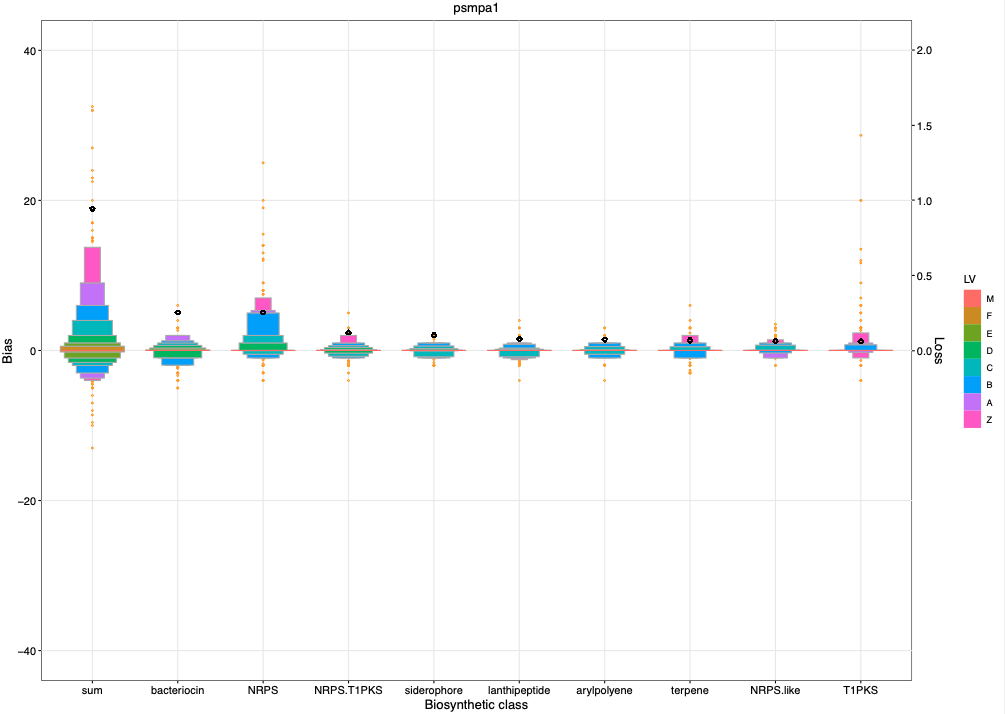 psmpa1
40
20
0
−20
−40
Bias
2.0
1.5
1.0
0.5
0.0
Loss
sum bacteriocin NRPS NRPS.T1PKS siderophore lanthipeptide arylpolyene terpene NRPS.like T1PKS
Biosynthetic class
LV
M
F
E
D
C
B
A
Z